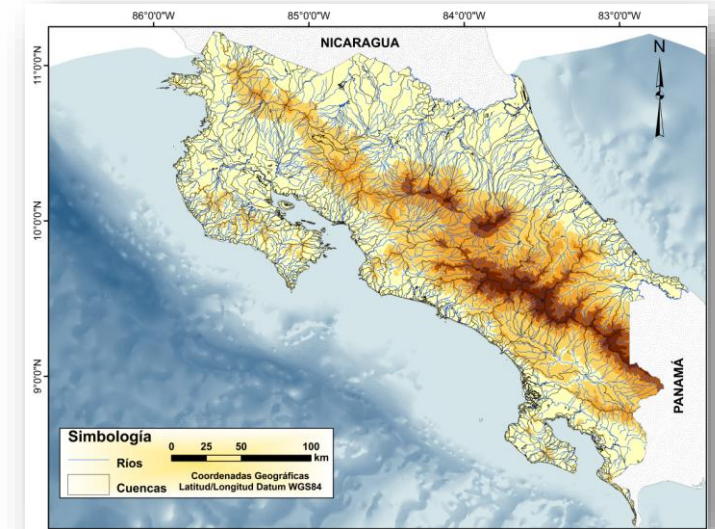 86°0'0"W 85°0'0"W 84°0'0"W 83°0'0"W
NICARAGUA
N
11°0'0"N
10°0'0"N
9°0'0"N
PANAMÁ
Simbología
0 25 50 100
km
Ríos
Cuencas
Coordenadas Geográficas
Latitud/Longitud Datum WGS84